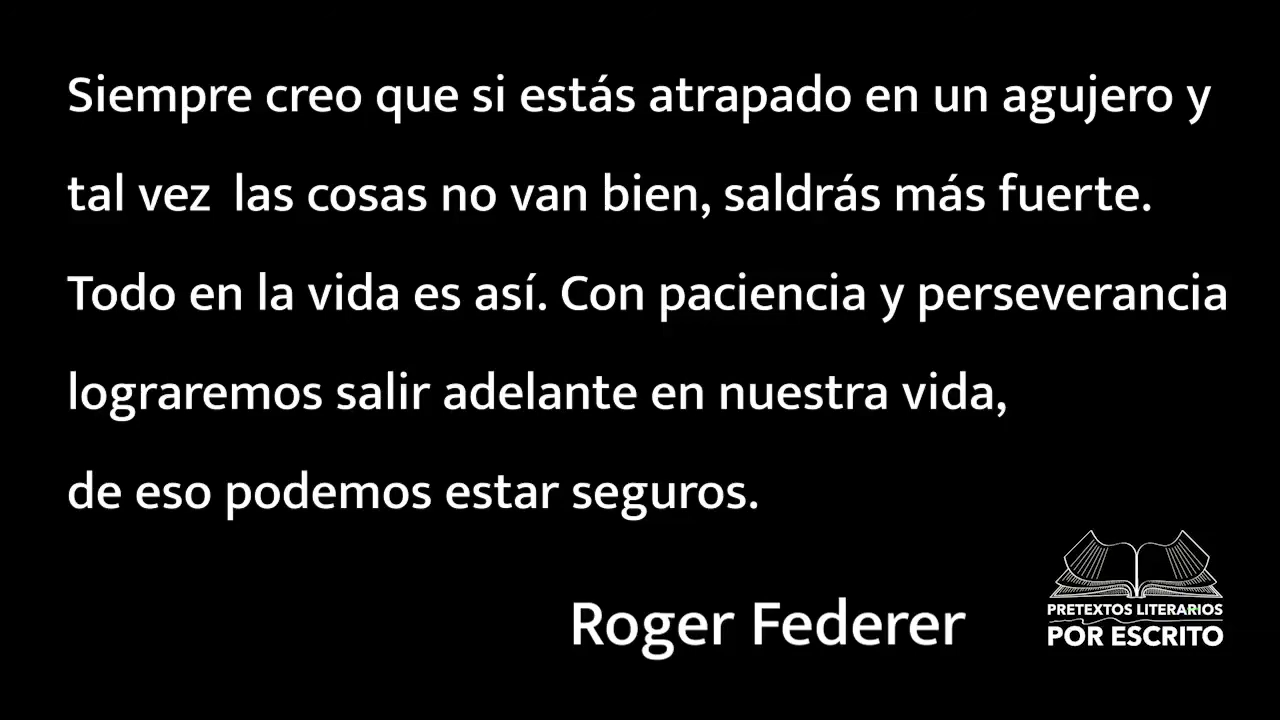 Siempre creo que si estás atrapado en un agujero y
tal vez las cosas no van bien, saldrás más fuerte.
Todo en la vida es así. Con paciencia y perseverancia
lograremos salir adelante en nuestra vida,
de eso podemos estar seguros.
Roger Federer
PRETEXTOS LITERARIOS
POR ESCRITO